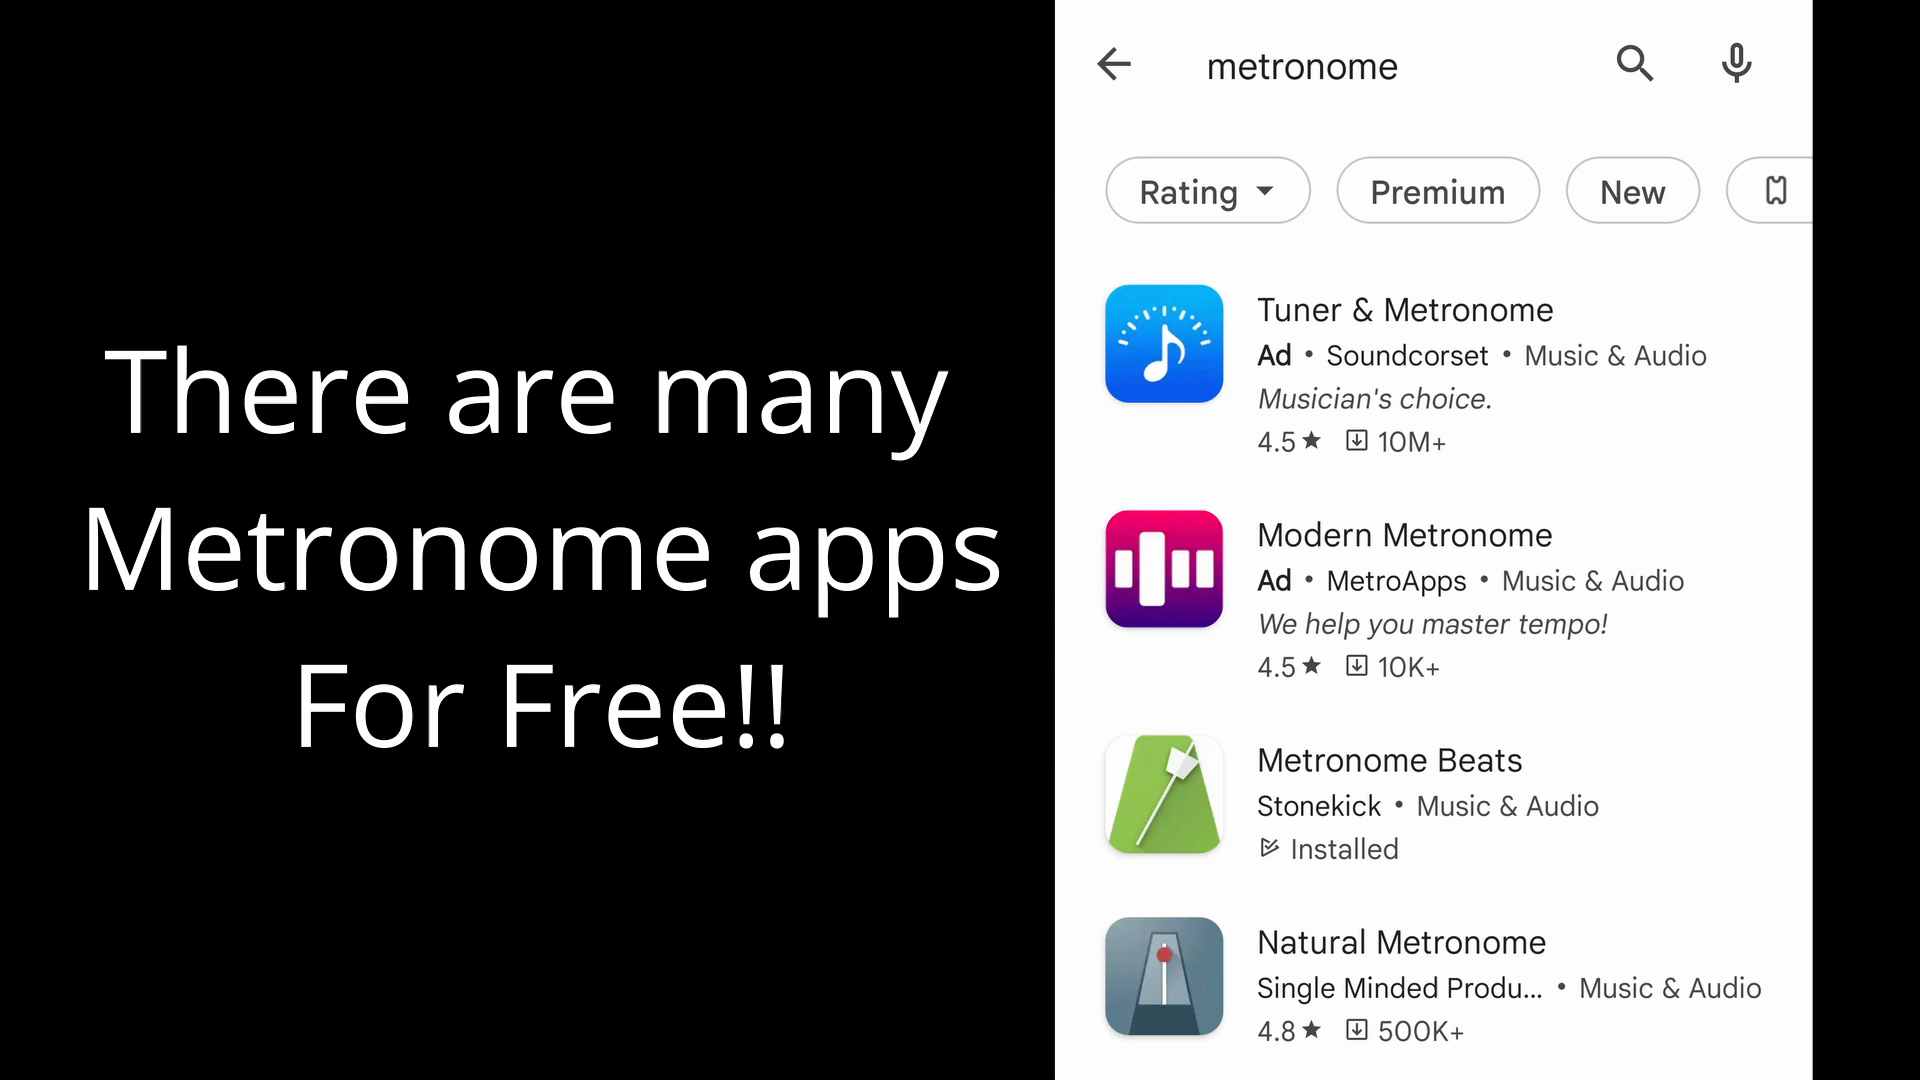 There are many
Metronome apps
For Free!!
metronome
Rating
Premium
New
Tuner & Metronome
Ad • Soundcorset • Music & Audio
Musician's choice.
4.5★ 10M+
Modern Metronome
Ad • MetroApps • Music & Audio
We help you master tempo!
4.5★ 10K+
Metronome Beats
Stonekick • Music & Audio
Installed
Natural Metronome
Single Minded Produ... • Music & Audio
4.8★ 500K+